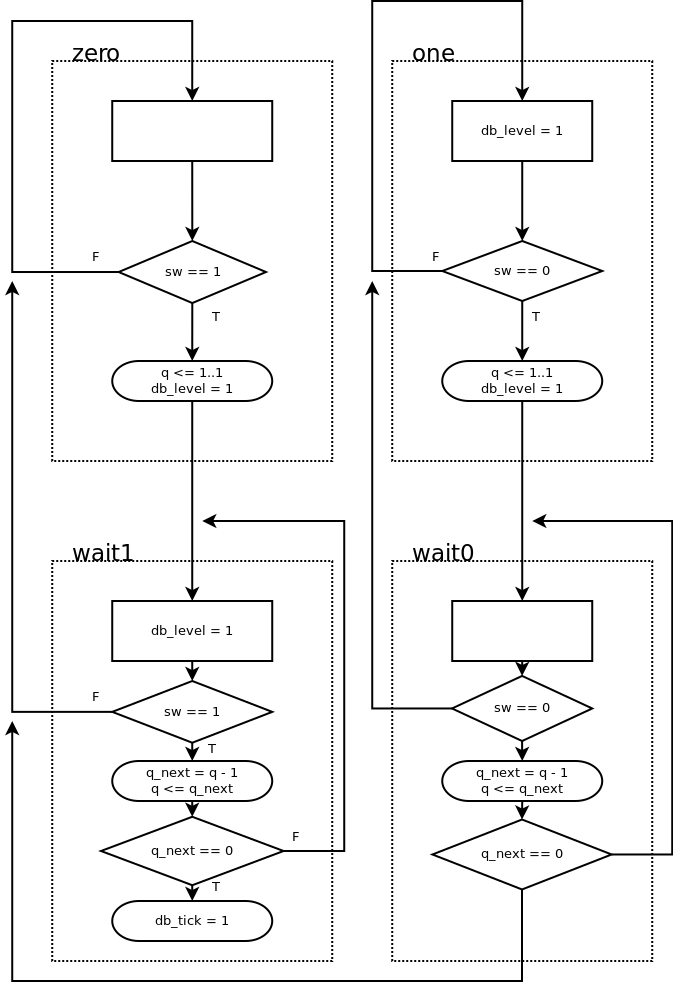 zero
F
sw == 1
T
q <= 1..1
db_level = 1
one
db_level = 1
F
sw == 0
T
q <= 1..1
db_level = 1
wait1
db_level = 1
F
sw == 1
T
q_next = q - 1
q <= q_next
F
q_next == 0
T
db_tick = 1
wait0
sw == 0
q_next = q - 1
q <= q_next
q_next == 0